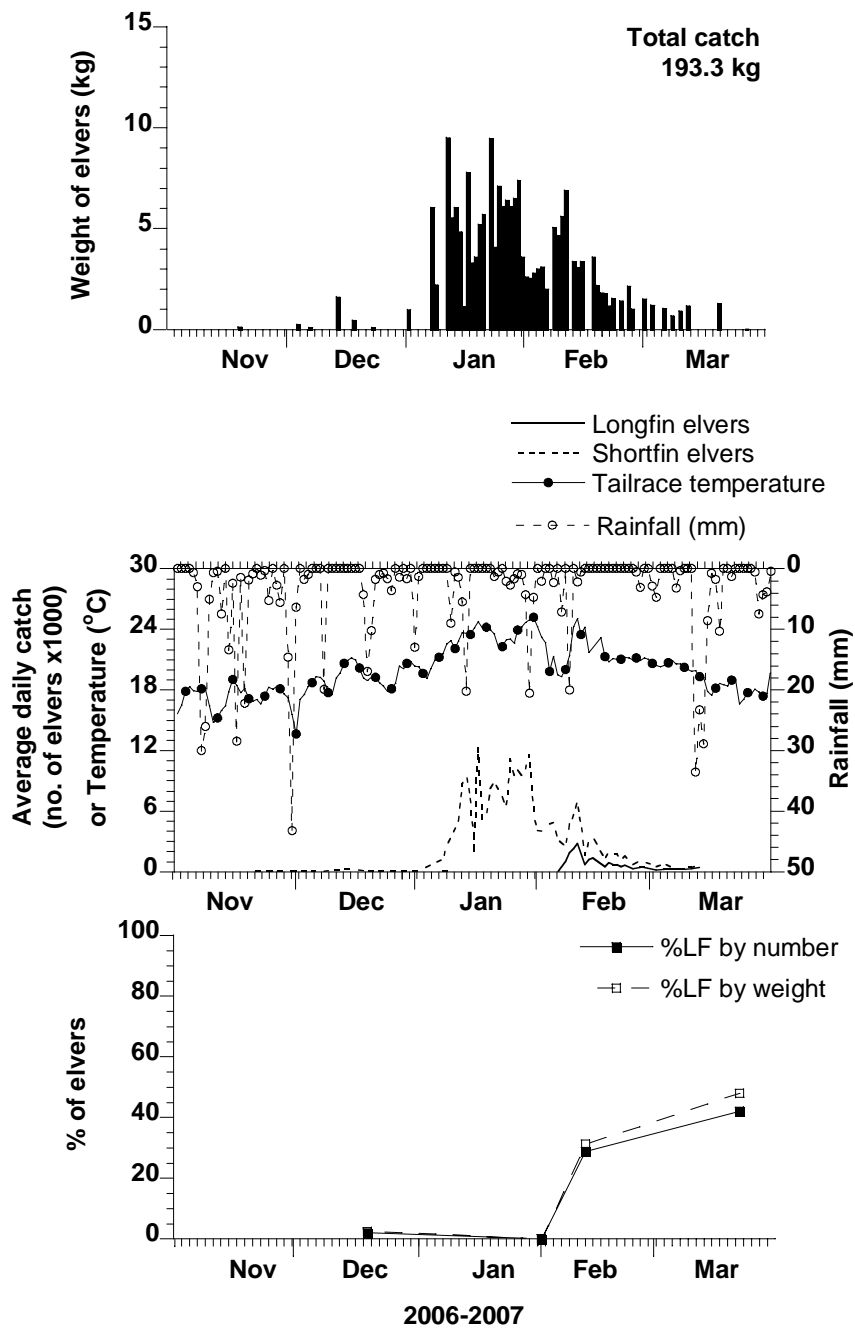 Total catch
193.3 kg
Weight of elvers (kg)
15
10
5
0
Nov Dec Jan Feb Mar
Longfin elvers
Shortfin elvers
Tailrace temperature
Rainfall (mm)
Average daily catch
(no. of elvers x1000)
or Temperature (°C)
30
24
18
12
6
0
0
10
20
30
40
50
Rainfall (mm)
Nov Dec Jan Feb Mar
%LF by number
%LF by weight
% of elvers
100
80
60
40
20
0
Nov Dec Jan Feb Mar
2006-2007